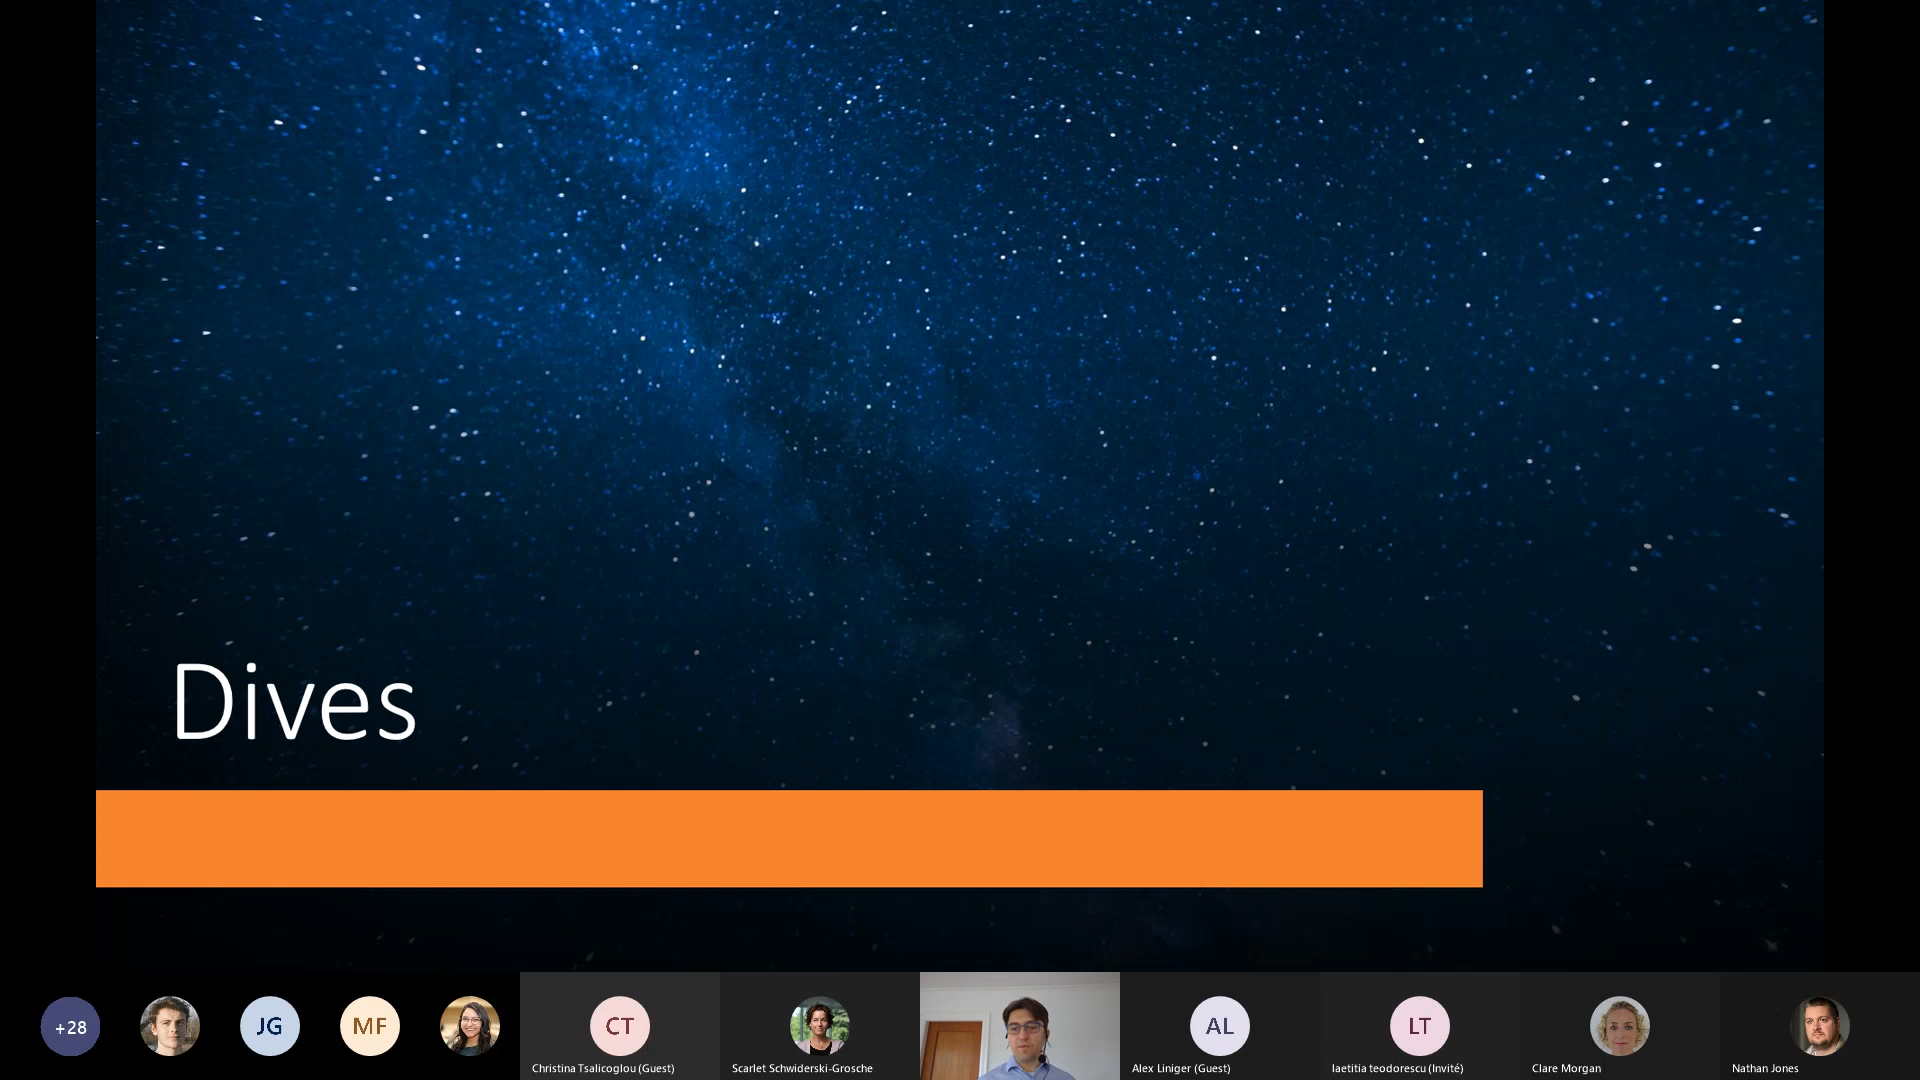 Dives
+28
JG
MF
CT
AL
LT
Christina Tsalicoglou (Guest)
Scarlet Schwiderski-Grosche
Alex Liniger (Guest)
laetitia teodorescu (Invité)
Clare Morgan
Nathan Jones